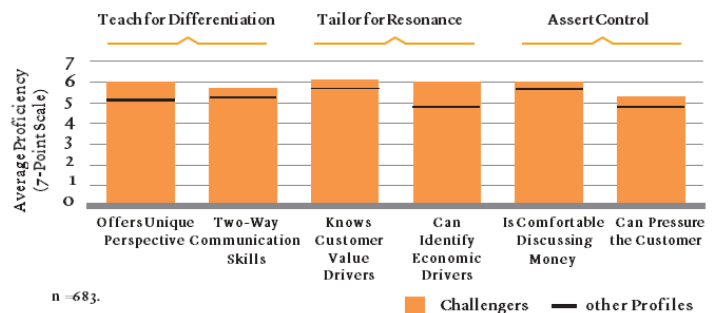 Teach for Differentiation
Tailor for Resonance
Assert Control
Average Proficiency
(7-Point Scale)
7
6
5
4
3
2
1
0
Offers Unique
Perspective
Two-Way
Communication
Skills
Knows
Customer
Value
Drivers
Can
Identify
Economic
Drivers
Is Comfortable
Discussing
Money
Can Pressure
the Customer
n =683.
Challengers
other Profiles